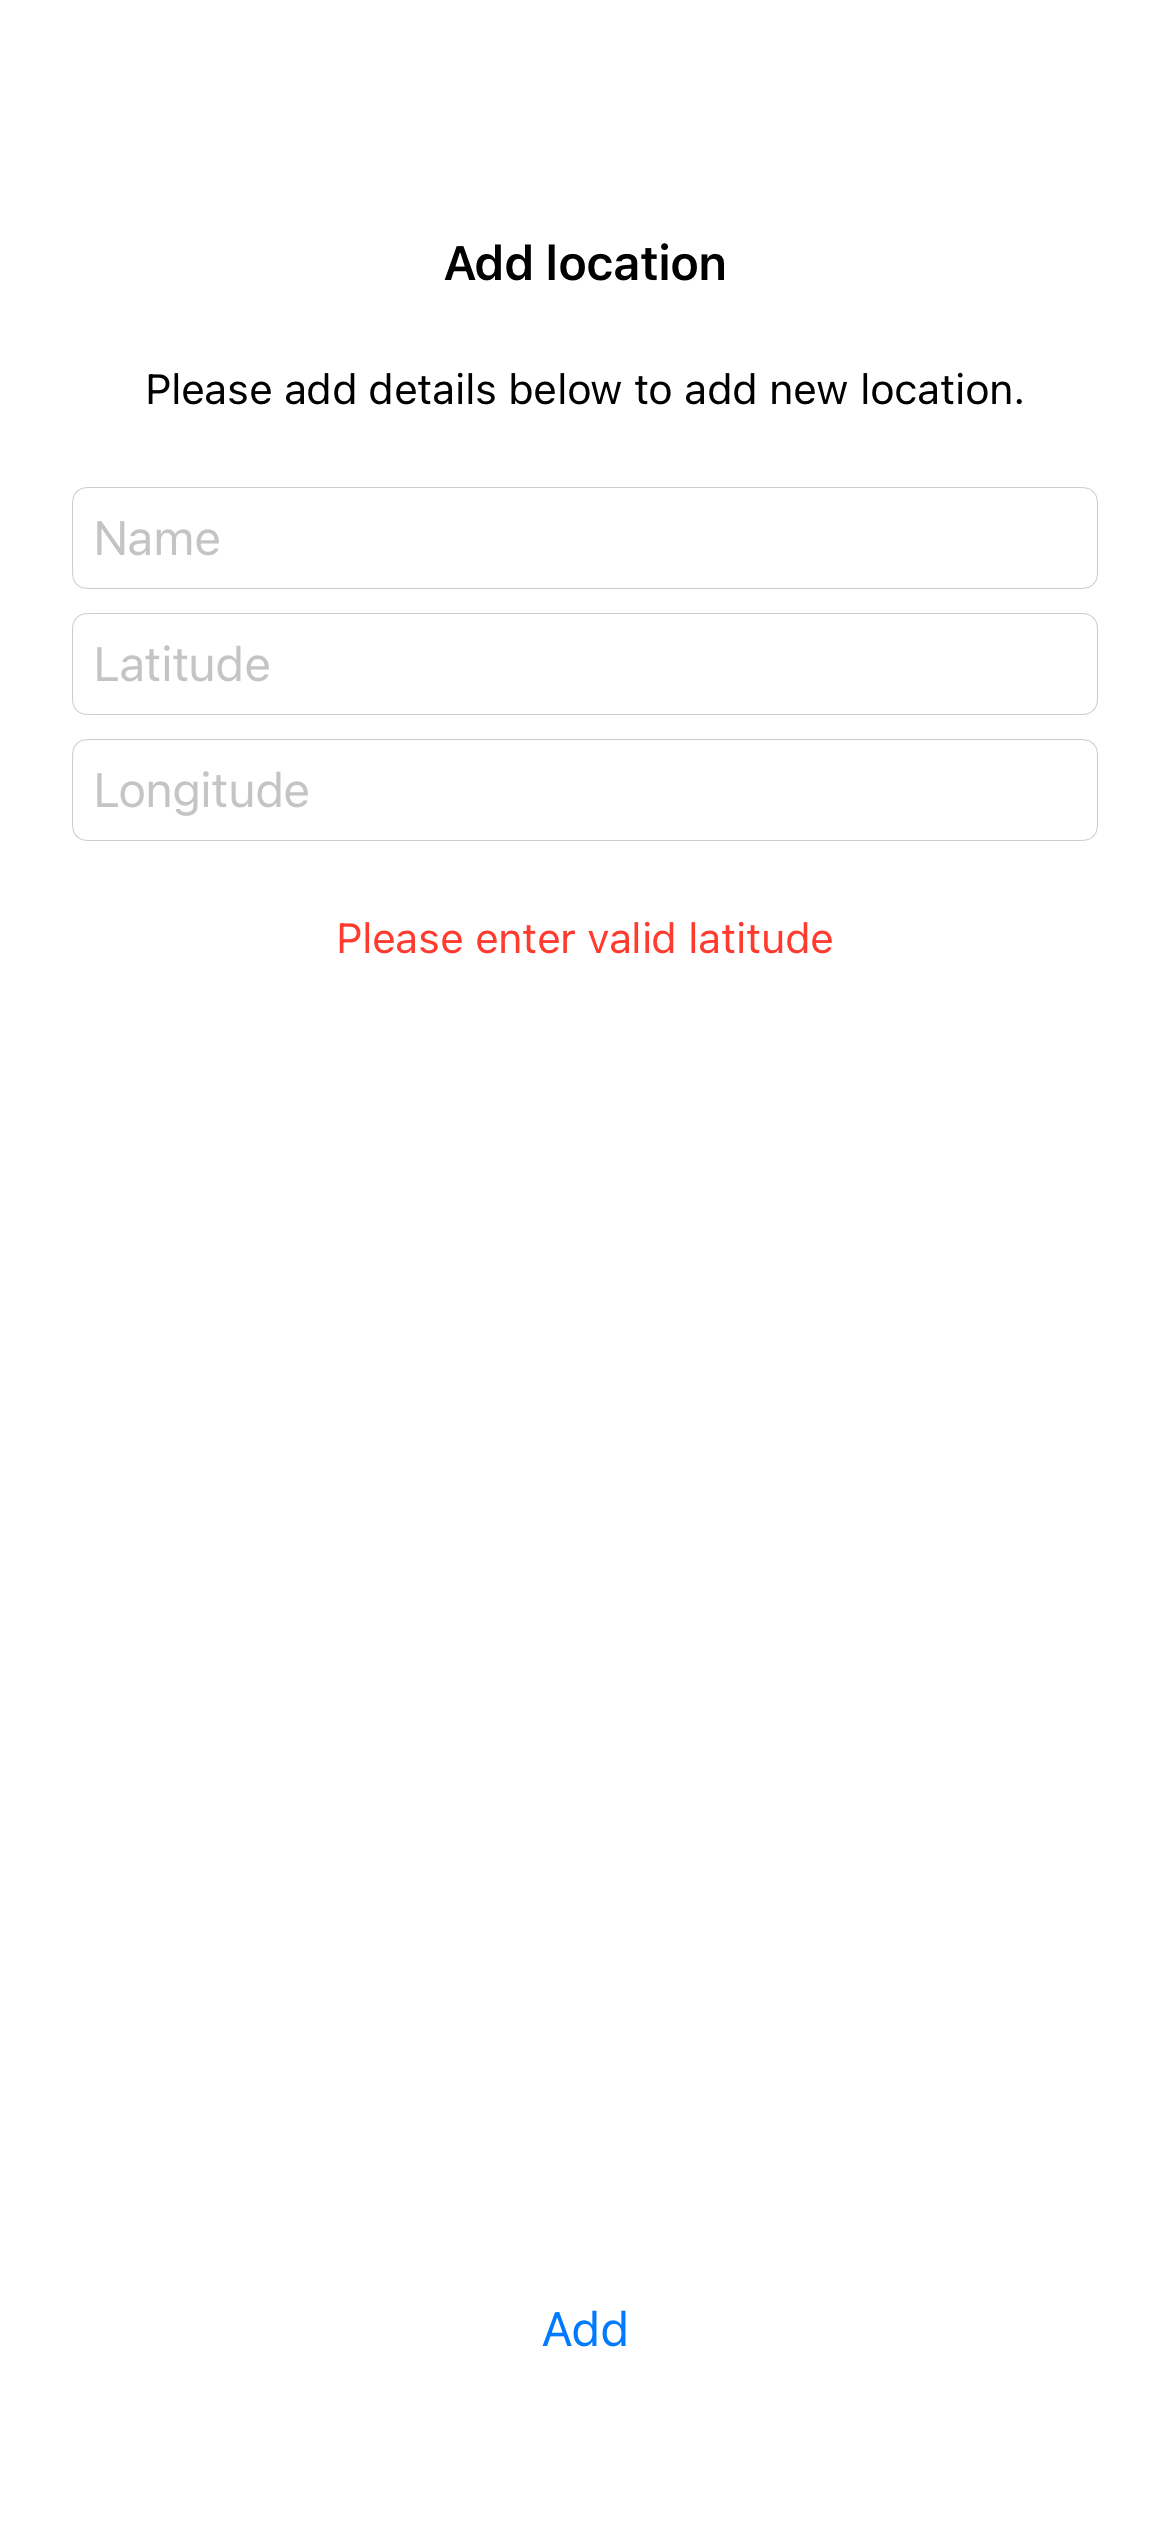 Add location
Please add details below to add new location.
Name
Latitude
Longitude
Please enter valid latitude
Add